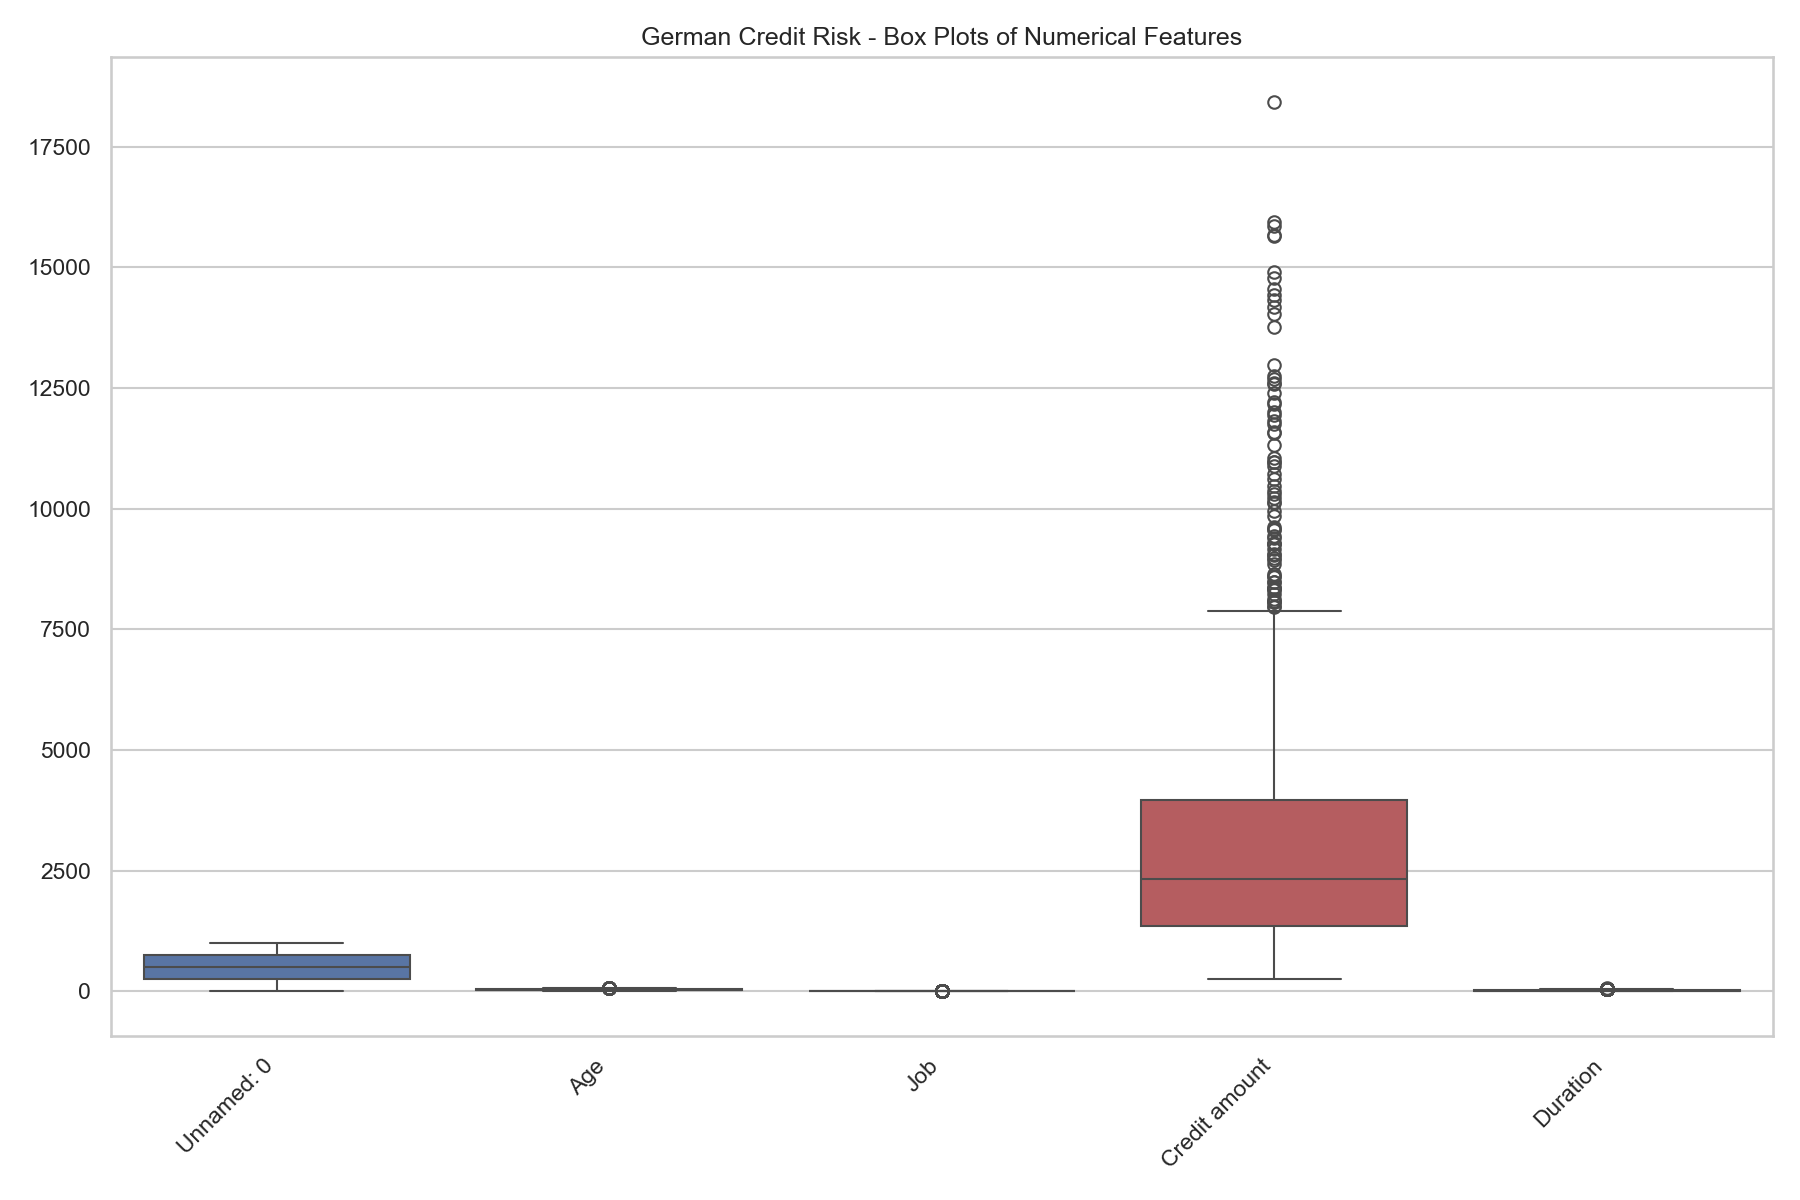 German Credit Risk - Box Plots of Numerical Features
17500
15000
12500
10000
7500
5000
2500
0
Unnamed: 0
Age
Job
Credit amount
Duration